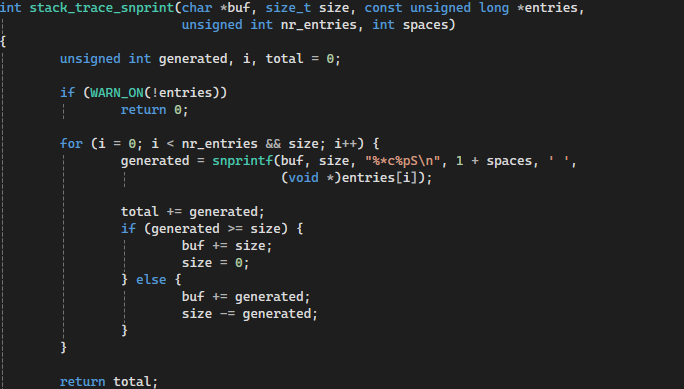 int stack_trace_snprint(char *buf, size_t size, const unsigned long *entries,
                        unsigned int nr_entries, int spaces)
{
        unsigned int generated, i, total = 0;

        if (WARN_ON(!entries))
                return 0;

        for (i = 0; i < nr_entries && size; i++) {
                generated = snprintf(buf, size, "%*c%pS\n", 1 + spaces, ' ',
                                     (void *)entries[i]);

                total += generated;
                if (generated >= size) {
                        buf += size;
                        size = 0;
                } else {
                        buf += generated;
                        size -= generated;
                }
        }

        return total;